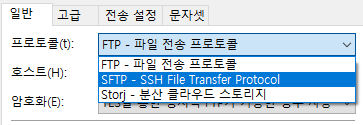 일반 고급 전송 설정 문자셋
프로토콜(t): FTP - 파일 전송 프로토콜
FTP - 파일 전송 프로토콜
호스트(H): SFTP - SSH File Transfer Protocol
Storj - 분산 클라우드 스토리지
암호화(E):